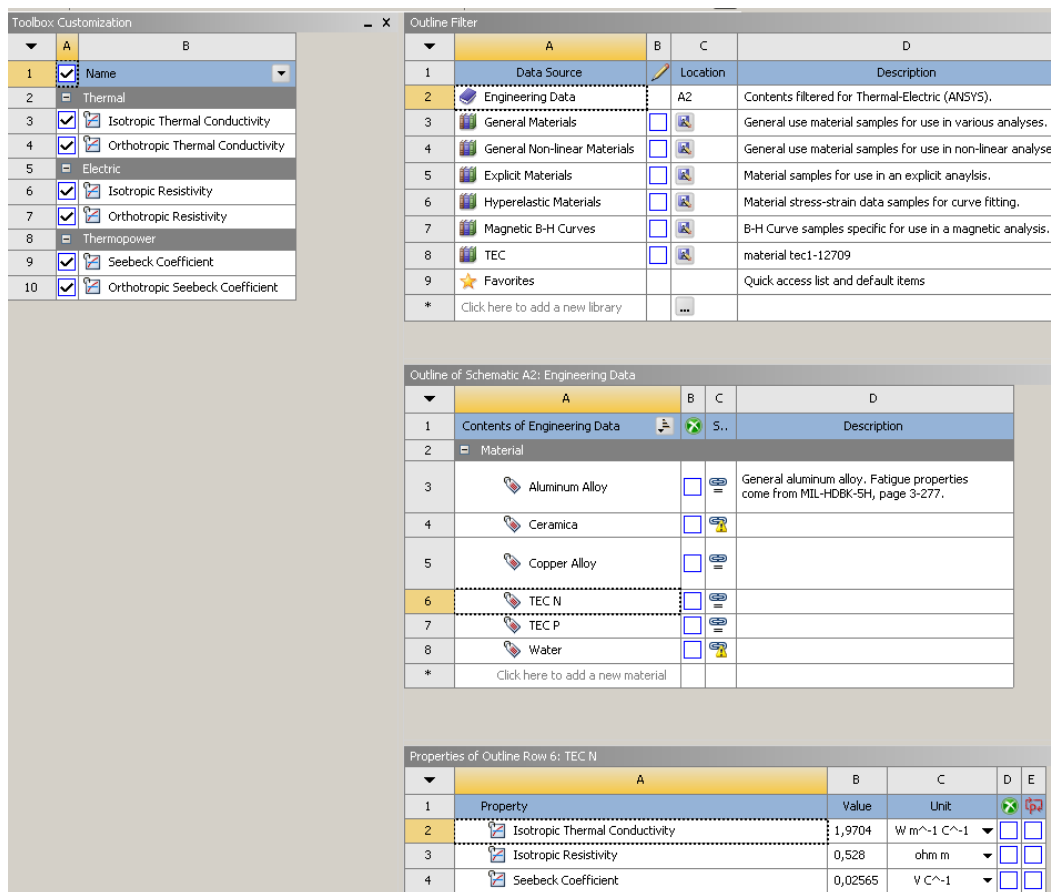 Toolbox Customization
A B
1 Name
2 Thermal
3 Isotropic Thermal Conductivity
4 Orthotropic Thermal Conductivity
5 Electric
6 Isotropic Resistivity
7 Orthotropic Resistivity
8 Thermopower
9 Seebeck Coefficient
10 Orthotropic Seebeck Coefficient
Outline Filter
A B C D
1 Data Source Location Description
2 Engineering Data A2 Contents filtered for Thermal-Electric (ANSYS).
3 General Materials General use material samples for use in various analyses.
4 General Non-linear Materials General use material samples for use in non-linear analyse
5 Explicit Materials Material samples for use in an explicit anaylsis.
6 Hyperelastic Materials Material stress-strain data samples for curve fitting.
7 Magnetic B-H Curves B-H Curve samples specific for use in a magnetic analysis.
8 TEC material tec1-12709
9 Favorites Quick access list and default items
* Click here to add a new library ...
Outline of Schematic A2: Engineering Data
A B C D
1 Contents of Engineering Data S.. Description
2 Material
3 Aluminum Alloy General aluminum alloy. Fatigue properties
come from MIL-HDBK-5H, page 3-277.
4 Ceramica
5 Copper Alloy
6 TEC N
7 TEC P
8 Water
* Click here to add a new material
Properties of Outline Row 6: TEC N
A B C D E
1 Property Value Unit
2 Isotropic Thermal Conductivity 1,9704 W m^-1 C^-1
3 Isotropic Resistivity 0,528 ohm m
4 Seebeck Coefficient 0,02565 V C^-1